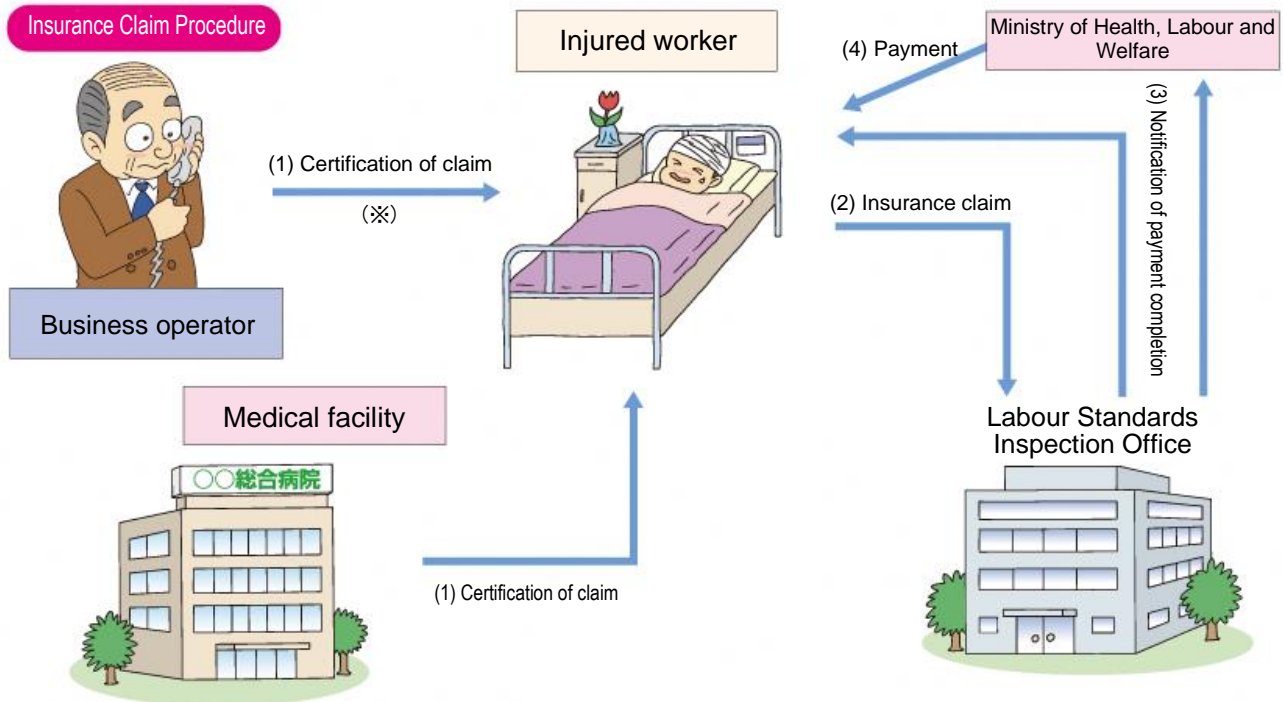 Insurance Claim Procedure
Injured worker
(4) Payment
Ministry of Health, Labour and
Welfare
(1) Certification of claim
(※)
(2) Insurance claim
(3) Notification of payment completion
Business operator
Medical facility
○○総合病院
(1) Certification of claim
Labour Standards
Inspection Office